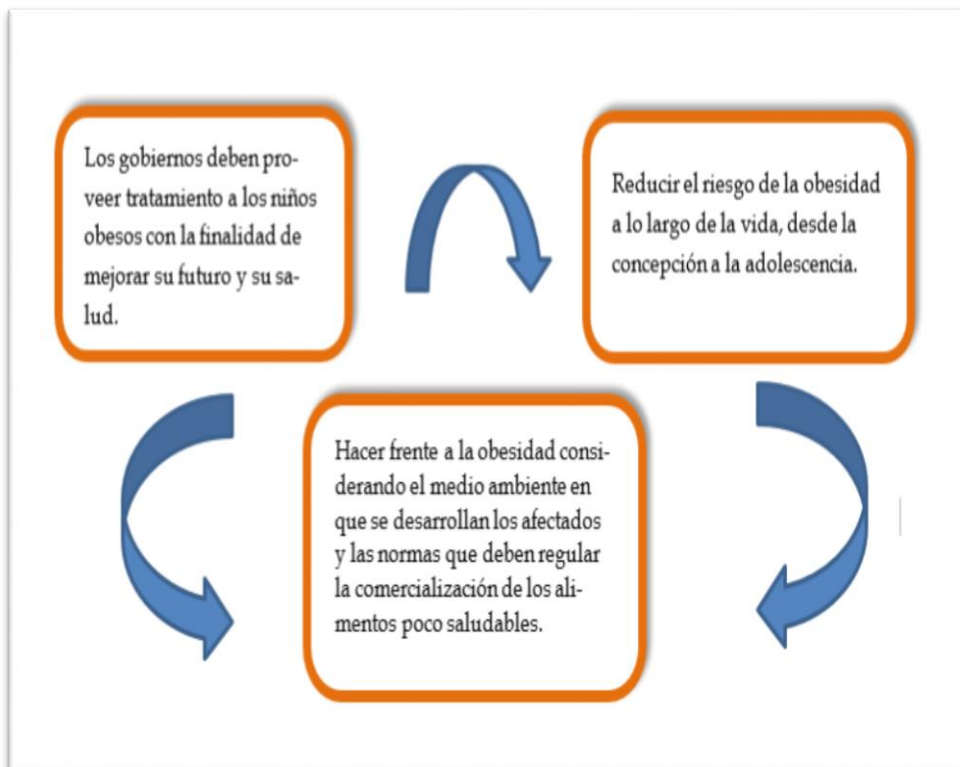 Los gobiernos deben pro-
veer tratamiento a los niños
obesos con la finalidad de
mejorar su futuro y su sa-
lud.
Reducir el riesgo de la obesidad
a lo largo de la vida, desde la
concepción a la adolescencia.
Hacer frente a la obesidad consi-
derando el medio ambiente en
que se desarrollan los afectados
y las normas que deben regular
la comercialización de los ali-
mentos poco saludables.